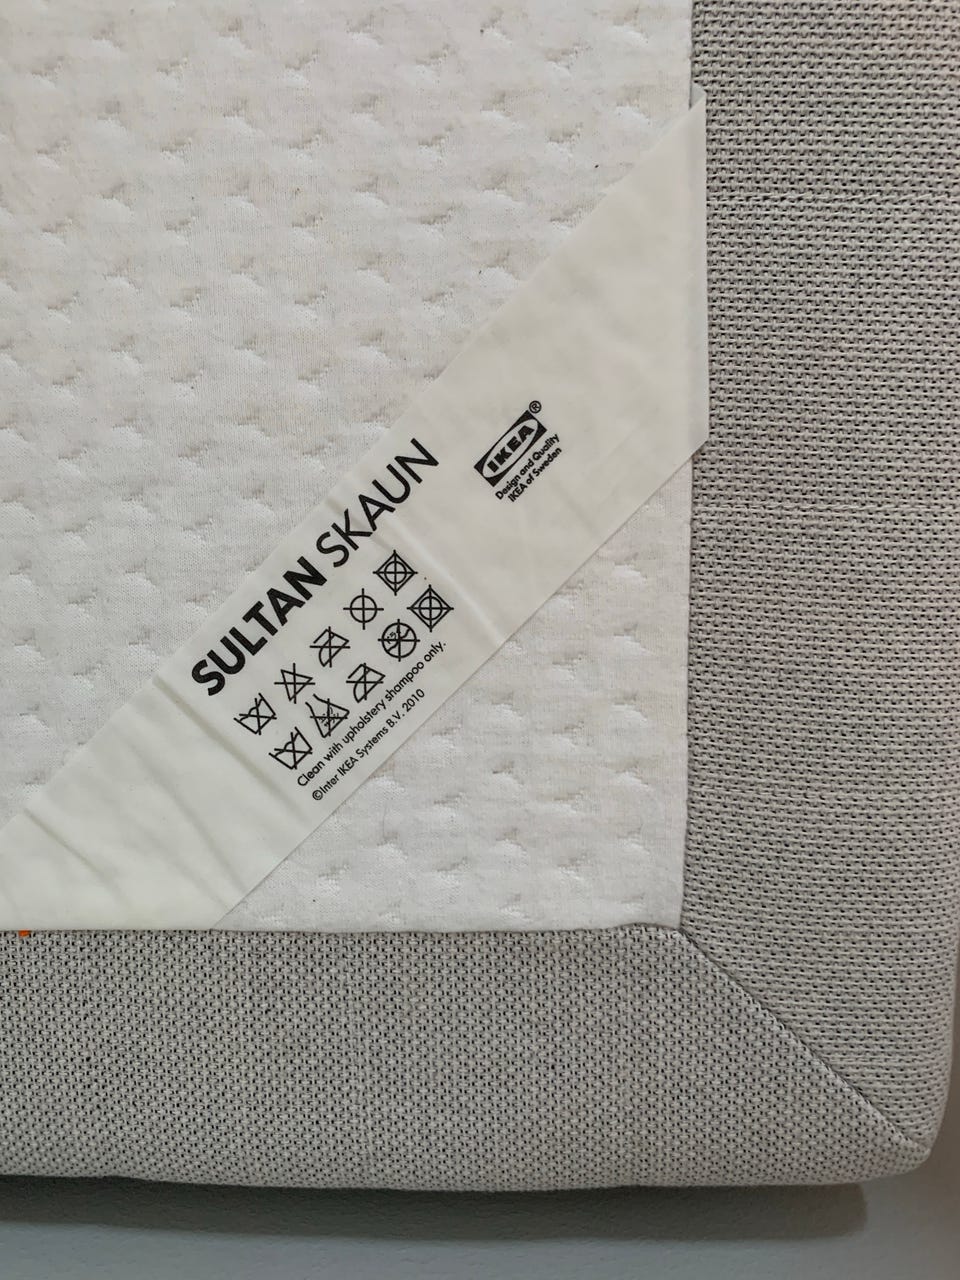 SULTAN SKAUN
IKEA®
Design and Quality
IKEA of Sweden
Clean with upholstery shampoo only.
©Inter IKEA Systems B.V. 2010